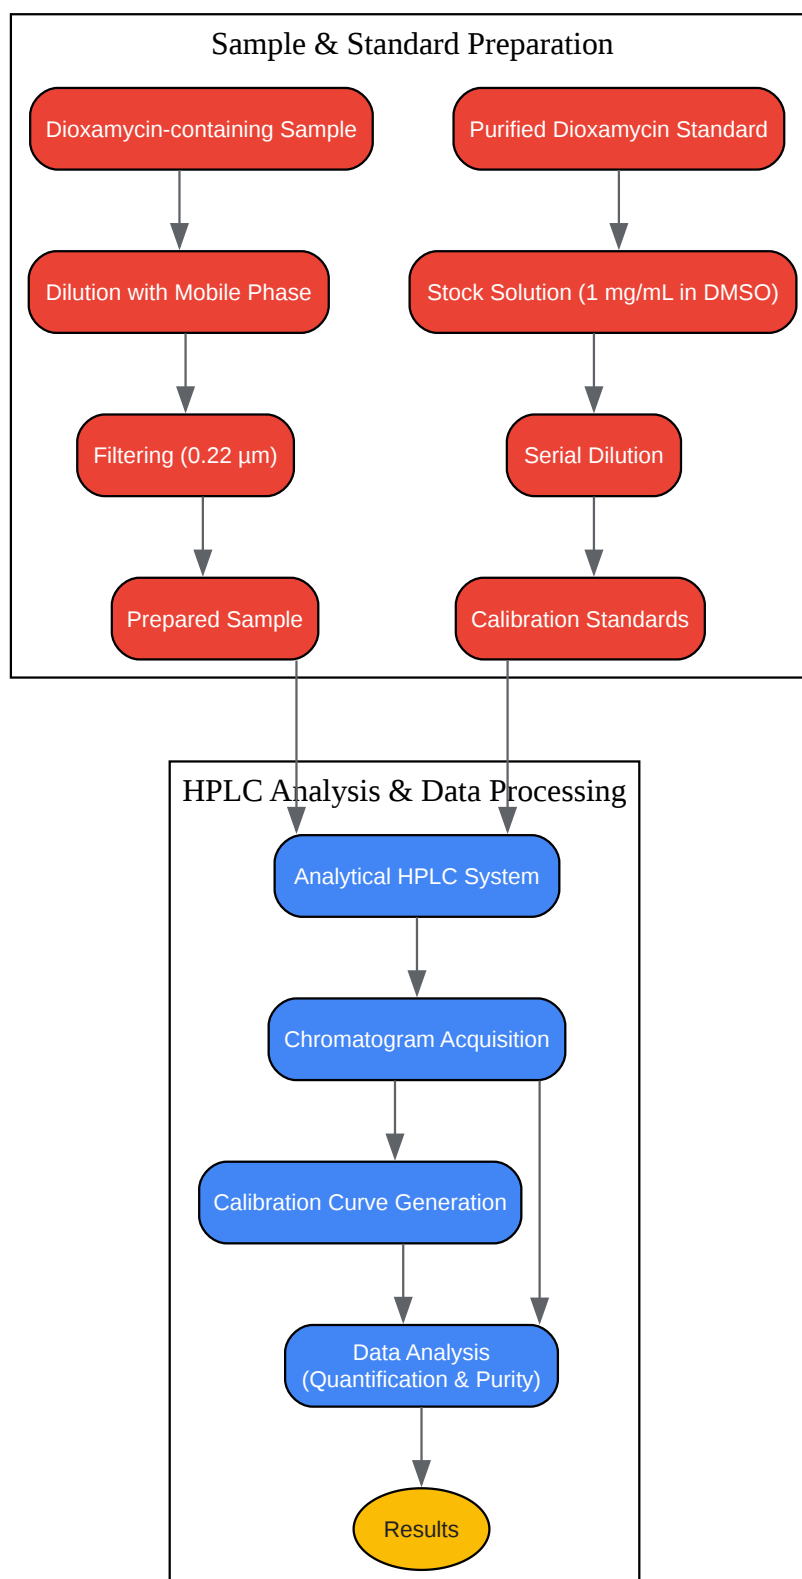 Sample & Standard Preparation
Dioxamycin-containing Sample
Purified Dioxamycin Standard
Dilution with Mobile Phase
Stock Solution (1 mg/mL in DMSO)
Filtering (0.22 µm)
Serial Dilution
Prepared Sample
Calibration Standards
HPLC Analysis & Data Processing
Analytical HPLC System
Chromatogram Acquisition
Calibration Curve Generation
Data Analysis
(Quantification & Purity)
Results